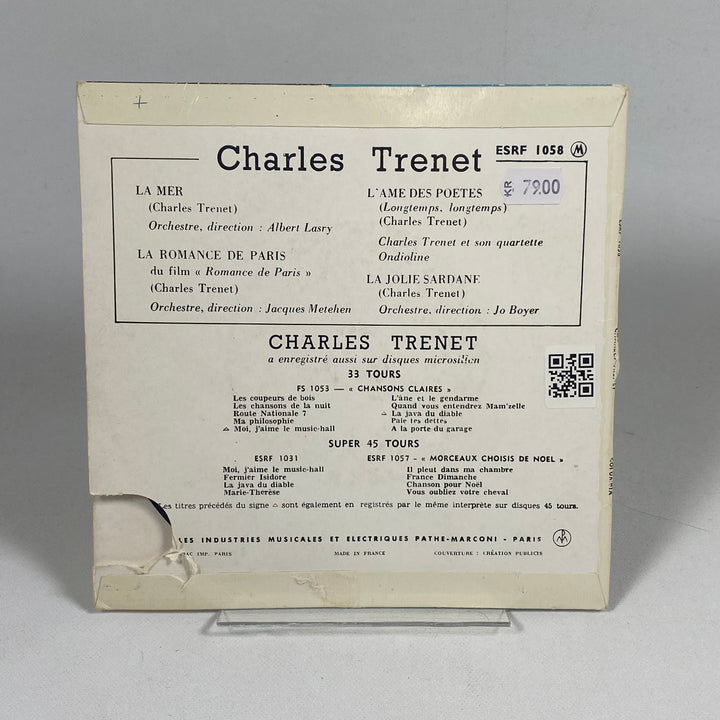 Charles Trenet
ESRF 1058 M
KR 79.00
LA MER
(Charles Trenet)
Orchestre, direction : Albert Lasry
LA ROMANCE DE PARIS
du film « Romance de Paris »
(Charles Trenet)
Orchestre, direction : Jacques Metehen
L'AME DES POETES
(Longtemps, longtemps)
(Charles Trenet)
Charles Trenet et son quartette
Ondioline
LA JOLIE SARDANE
(Charles Trenet)
Orchestre, direction : Jo Boyer
CHARLES TRENET
a enregistré aussi sur disques microsillon
33 TOURS
FS 1053 — « CHANSONS CLAIRES »
Les coupeurs de bois
Les chansons de la nuit
Route Nationale 7
Ma philosophie
△ Moi, j'aime le music-hall
L'âne et le gendarme
Quand vous entendrez Mam'zelle
△ La java du diable
Paie tes dettes
A la porte du garage
SUPER 45 TOURS
ESRF 1031
Moi, j'aime le music-hall
Fermier Isidore
La java du diable
Marie-Therèse
ESRF 1057 - « MORCEAUX CHOISIS DE NOEL »
Il pleut dans ma chambre
France Dimanche
Chanson pour Noël
Vous oubliez votre cheval
Les titres précédés du signe △ sont également en registrés par le même interprète sur disques 45 tours.
LES INDUSTRIES MUSICALES ET ELECTRIQUES PATHE-MARCONI - PARIS
IMP. PARIS
MADE IN FRANCE
COUVERTURE : CRÉATION PUBLICIS